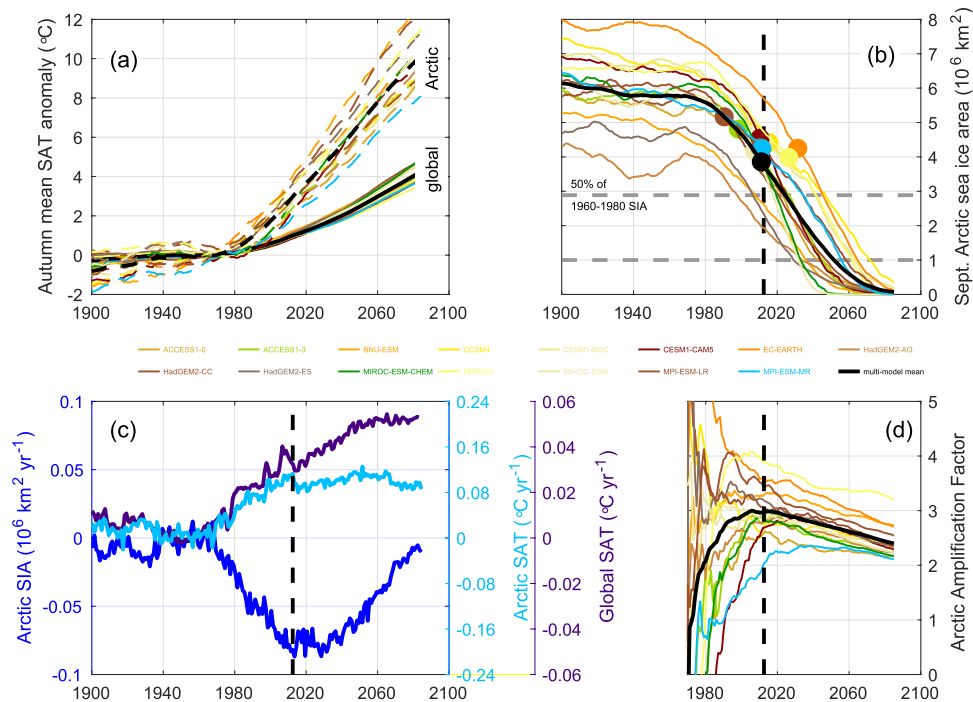 (a)
Autumn mean SAT anomaly (°C)
12
10
8
6
4
2
0
-2
1900
1940
1980
2020
2060
2100
Arctic
global
(b)
50% of
1960-1980 SIA
8
7
6
5
4
3
2
1
0
1900
1940
1980
2020
2060
2100
Sept. Arctic sea ice area (10⁶ km²)
ACCESS1-0
ACCESS1-3
BNU-ESM
CCSM4
CESM1-BGC
CESM1-CAM5
EC-EARTH
HadGEM2-AO
HadGEM2-CC
HadGEM2-ES
MIROC-ESM-CHEM
MIROC5
MIROC-ESM
MPI-ESM-LR
MPI-ESM-MR
multi-model mean
(c)
Arctic SIA (10⁶ km² yr⁻¹)
0.1
0.05
0
-0.05
-0.1
1900
1940
1980
2020
2060
2100
0.24
0.16
0.08
0
-0.08
-0.16
-0.24
Arctic SAT (°C yr⁻¹)
0.06
0.04
0.02
0
-0.02
-0.04
-0.06
Global SAT (°C yr⁻¹)
(d)
5
4
3
2
1
0
1980
2020
2060
2100
Arctic Amplification Factor